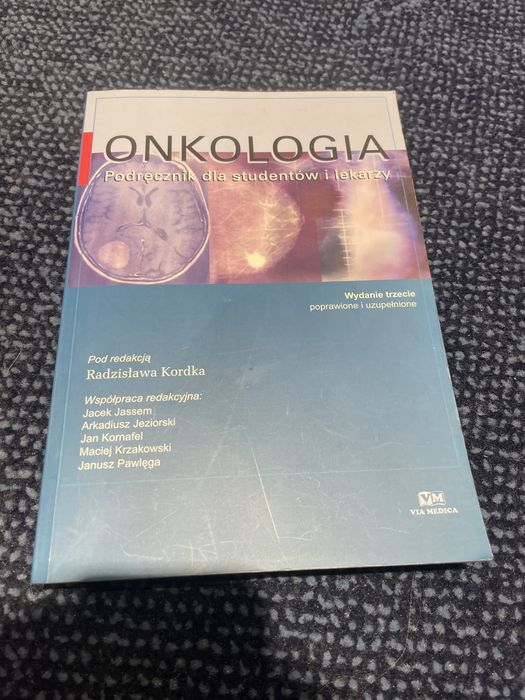 ONKOLOGIA
Podręcznik dla studentów i lekarzy
Wydanie trzecie
poprawione i uzupełnione
Pod redakcją
Radzisława Kordka
Współpraca redakcyjna:
Jacek Jassem
Arkadiusz Jeziorski
Jan Kornafel
Maciej Krzakowski
Janusz Pawlęga
VM
VIA MEDICA